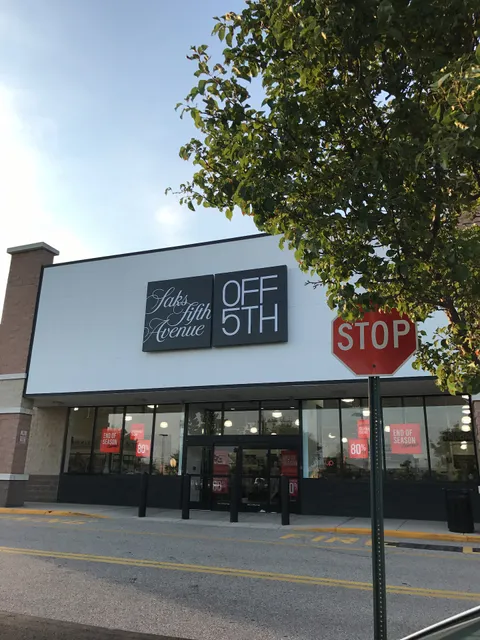 Saks
fifth
Avenue
OFF
5TH
STOP
END OF
SEASON
80%
END OF
SEASON